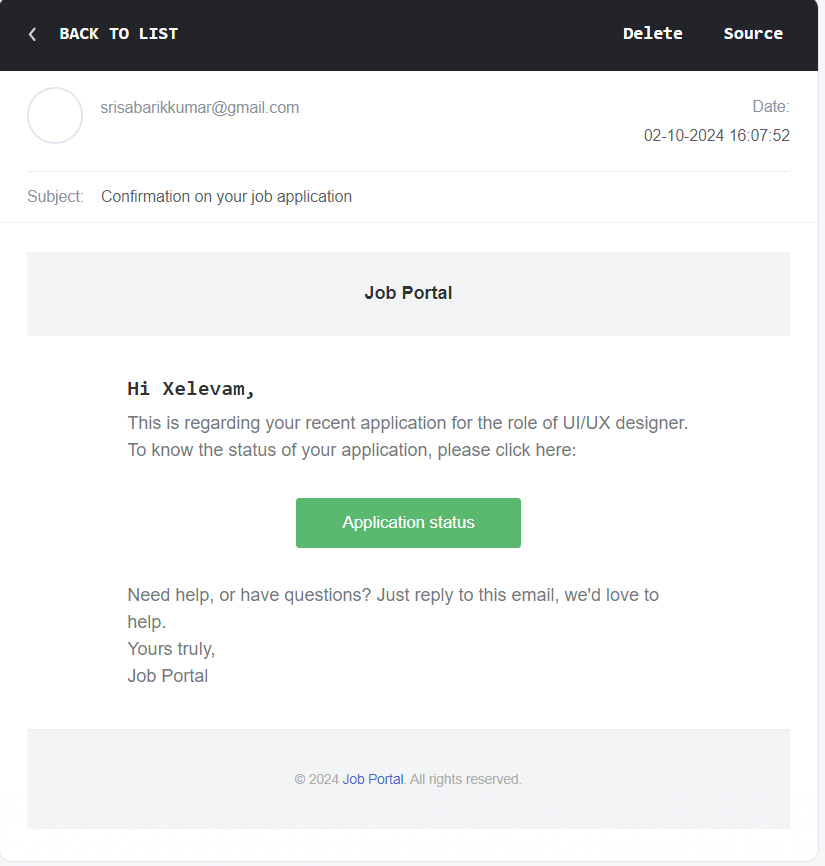 BACK TO LIST
Delete
Source
srisabarikkumar@gmail.com
Date:
02-10-2024 16:07:52
Subject: Confirmation on your job application
Job Portal
Hi Xelevam,
This is regarding your recent application for the role of UI/UX designer.
To know the status of your application, please click here:
Application status
Need help, or have questions? Just reply to this email, we'd love to
help.
Yours truly,
Job Portal
© 2024 Job Portal. All rights reserved.